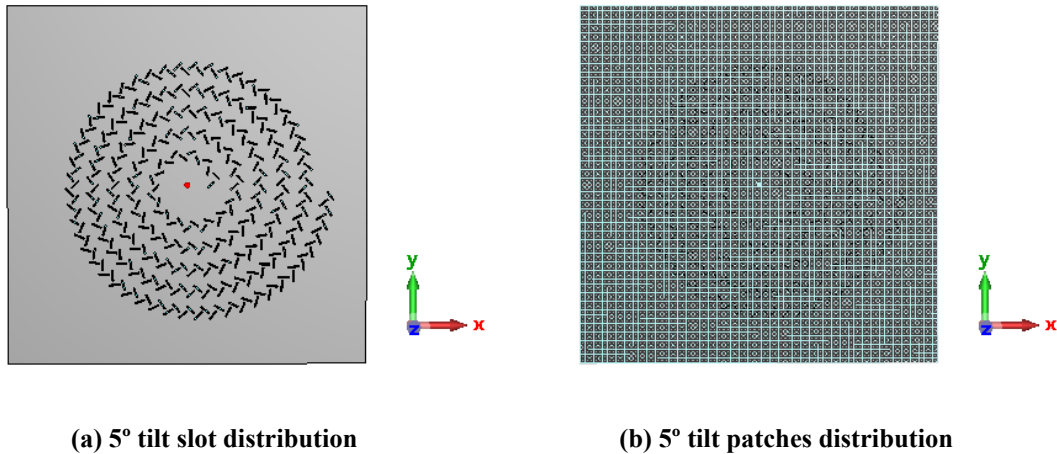 y
z
x
y
z
x
(a) 5º tilt slot distribution
(b) 5º tilt patches distribution